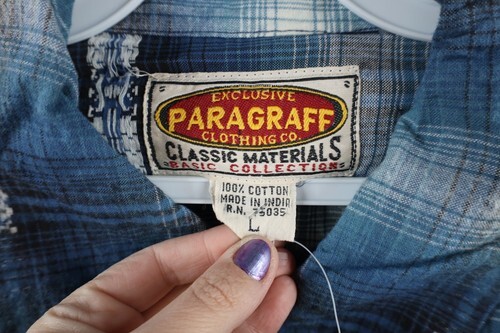 EXCLUSIVE
PARAGRAFF
CLOTHING CO.
CLASSIC MATERIALS
BASIC COLLECTION
100% COTTON
MADE IN INDIA
R.N. 75035
L